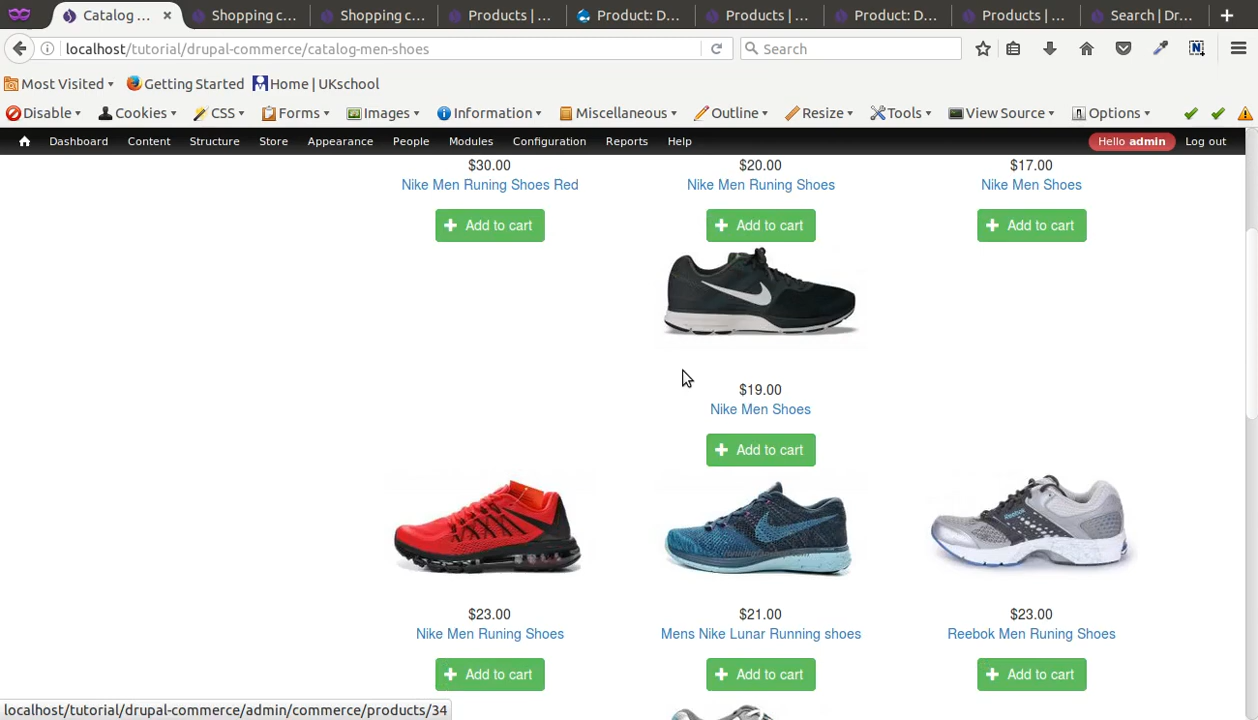 Catalog ...
Shopping c...
Shopping c...
Products | ...
Product: D...
Products | ...
Product: D...
Products | ...
Search | Dr...
localhost/tutorial/drupal-commerce/catalog-men-shoes
Search
Most Visited
Getting Started
Home | UKschool
Disable
Cookies
CSS
Forms
Images
Information
Miscellaneous
Outline
Resize
Tools
View Source
Options
Dashboard Content Structure Store Appearance People Modules Configuration Reports Help Hello admin Log out
$30.00 $20.00 $17.00
Nike Men Runing Shoes Red Nike Men Runing Shoes Nike Men Shoes
Add to cart Add to cart Add to cart
$19.00
Nike Men Shoes
Add to cart
$23.00 $21.00 $23.00
Nike Men Runing Shoes Mens Nike Lunar Running shoes Reebok Men Runing Shoes
Add to cart Add to cart Add to cart
localhost/tutorial/drupal-commerce/admin/commerce/products/34